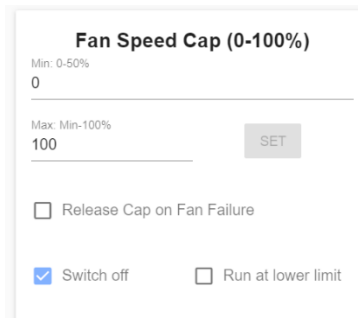 Fan Speed Cap (0-100%)
Min: 0-50%
0
Max: Min-100%
100
SET
Release Cap on Fan Failure
Switch off
Run at lower limit